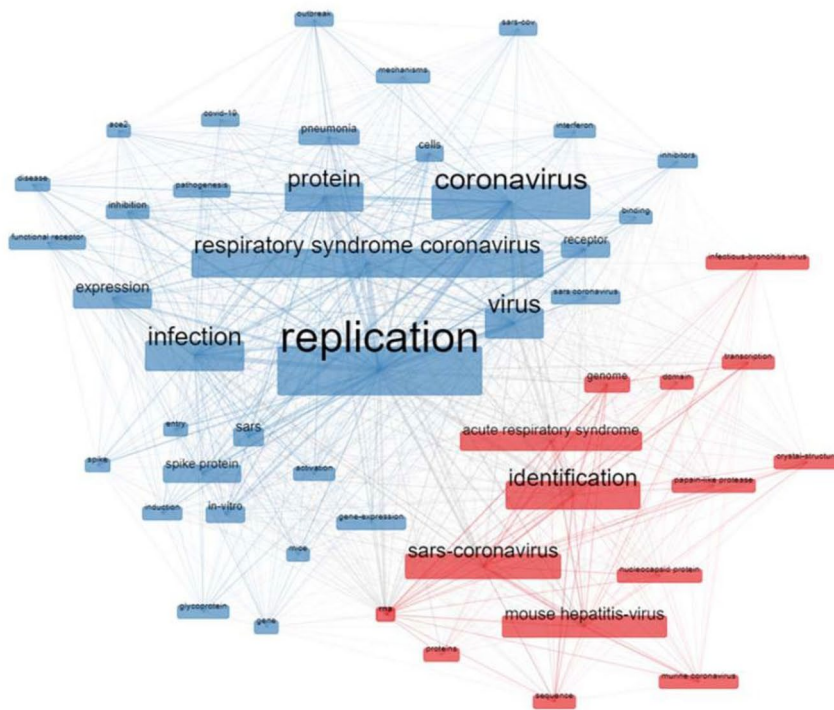 outbreak
sars-cov
mechanisms
covid-19
ace2
pneumonia
interferon
cells
inhibitors
disease
pathogenesis
protein
coronavirus
inhibition
binding
functional receptor
respiratory syndrome coronavirus
receptor
infectious-bronchitis virus
expression
sars coronavirus
virus
infection
replication
transcription
genome
domain
entry
sars
acute respiratory syndrome
spike
spike protein
activation
crystal-structure
identification
papain-like protease
induction
in-vitro
gene-expression
mice
sars-coronavirus
nucleocapsid protein
glycoprotein
rna
gene
mouse hepatitis-virus
proteins
murine coronavirus
sequence